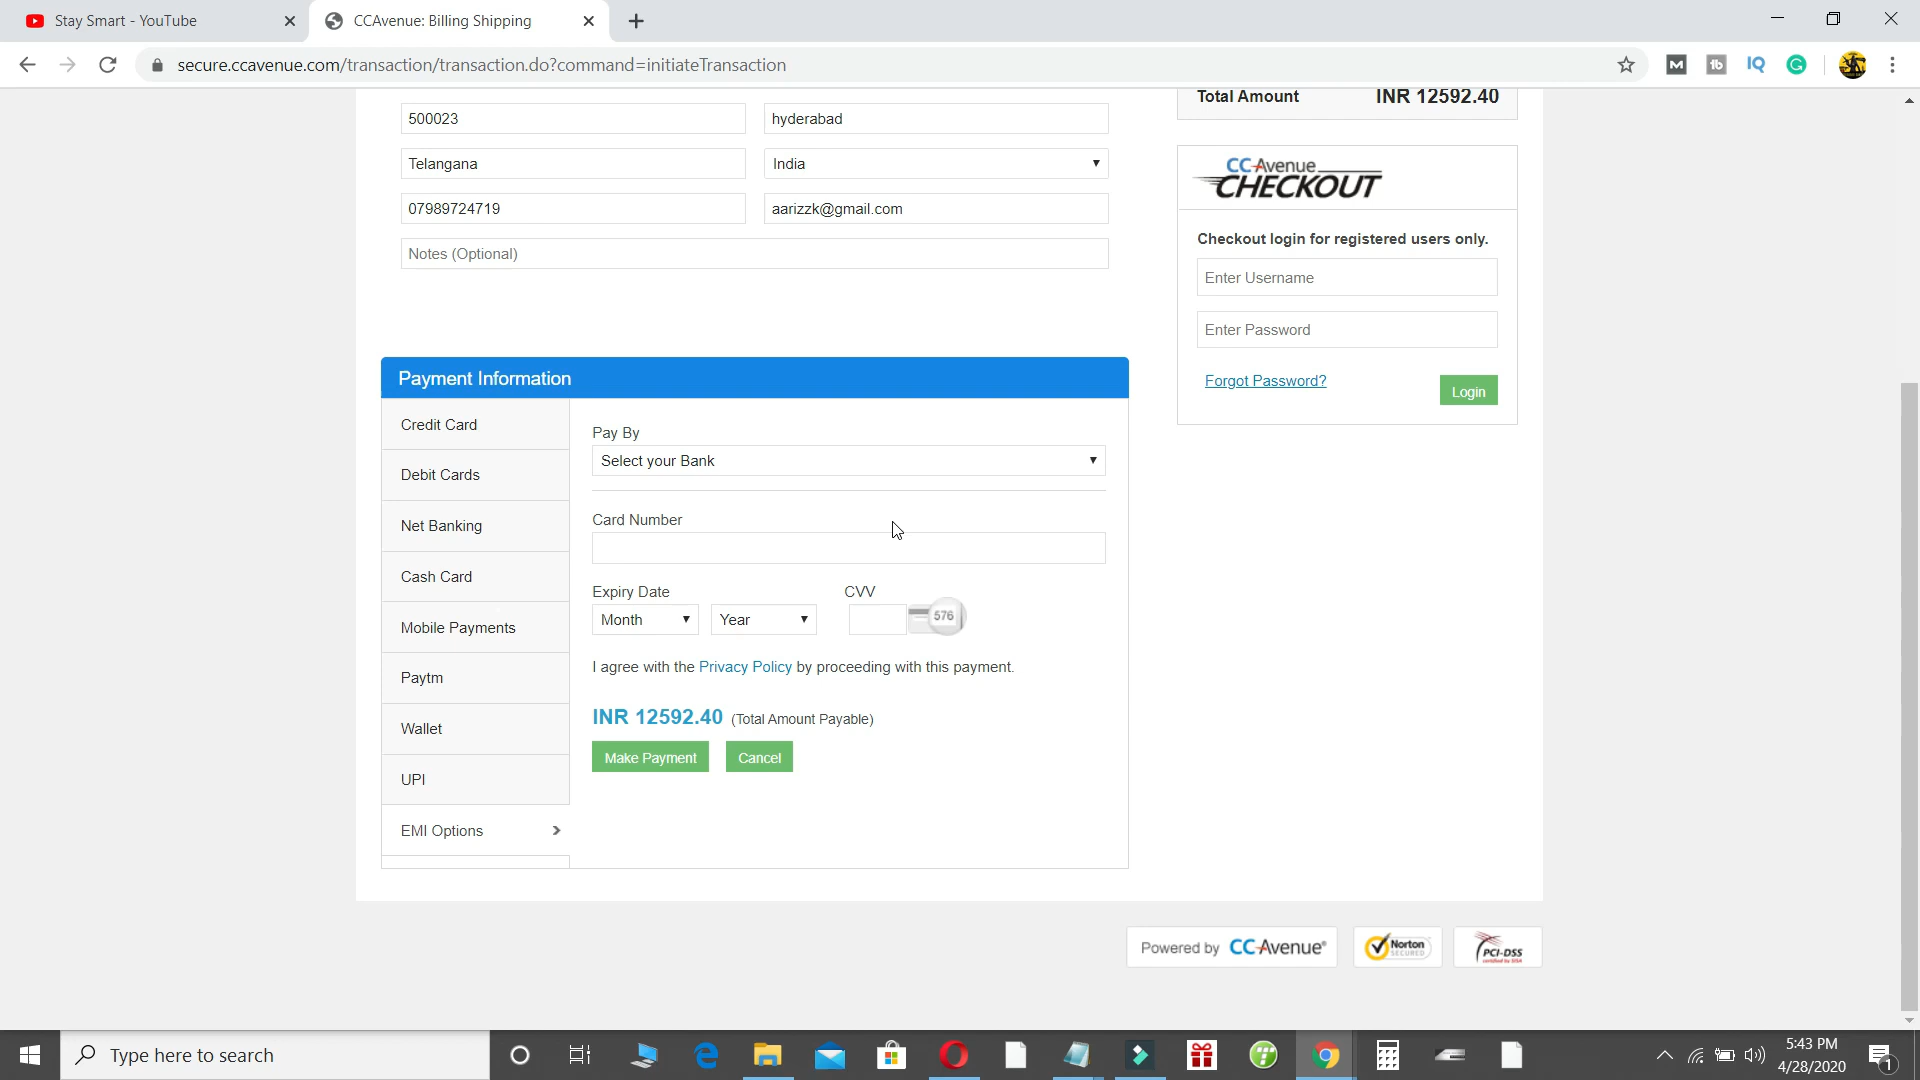 Stay Smart - YouTube
CCAvenue: Billing Shipping
secure.ccavenue.com/transaction/transaction.do?command=initiateTransaction
Total Amount INR 12592.40
500023 hyderabad
Telangana India
07989724719 aarizzk@gmail.com
Notes (Optional)
CCAvenue
CHECKOUT
Checkout login for registered users only.
Enter Username
Enter Password
Forgot Password?
Login
Payment Information
Credit Card
Debit Cards
Net Banking
Cash Card
Mobile Payments
Paytm
Wallet
UPI
EMI Options
Pay By
Select your Bank
Card Number
Expiry Date CVV
Month Year 576
I agree with the Privacy Policy by proceeding with this payment.
INR 12592.40 (Total Amount Payable)
Make Payment Cancel
Powered by CCAvenue
Norton
SECURED
PCI-DSS
Type here to search
5:43 PM
4/28/2020
1